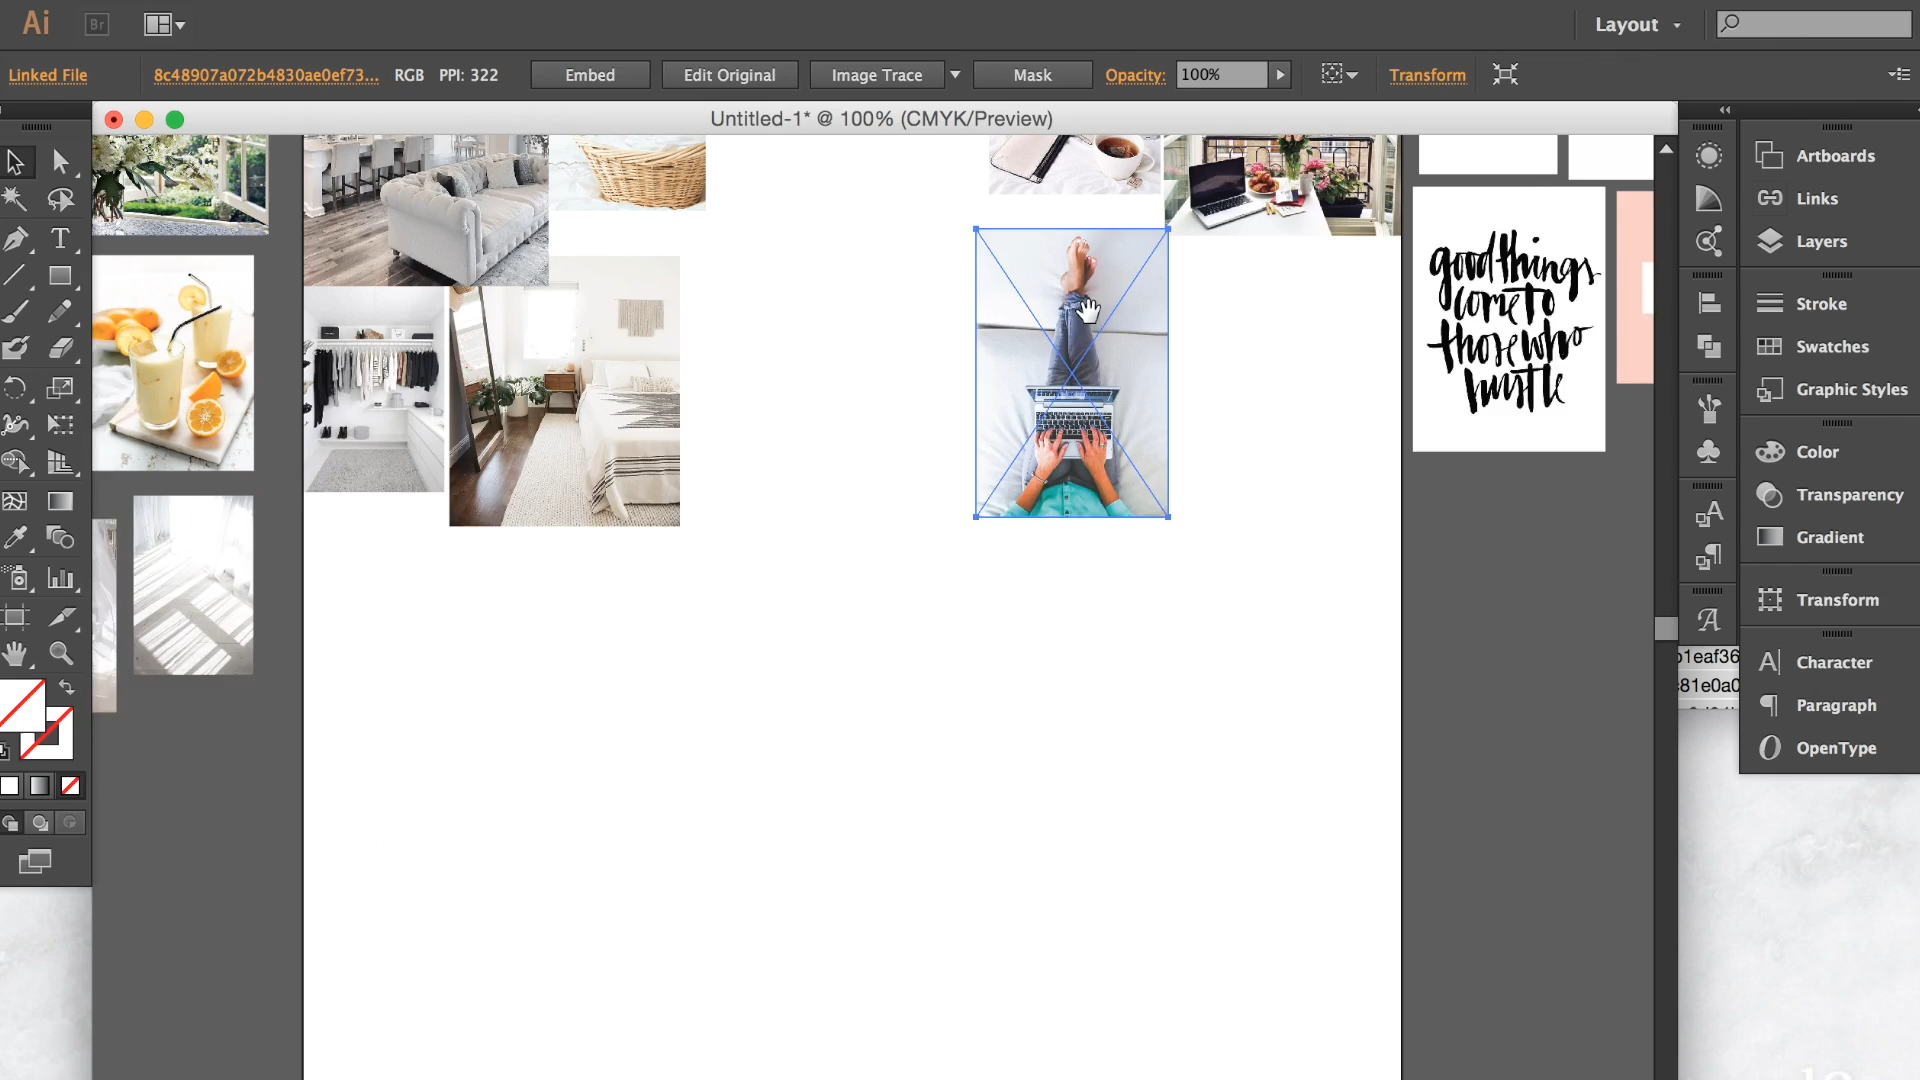 Ai Br Layout
Linked File 8c48907a072b4830ae0ef73... RGB PPI: 322 Embed Edit Original Image Trace Mask Opacity: 100% Transform
Untitled-1* @ 100% (CMYK/Preview)
Artboards
Links
Layers
Stroke
Swatches
Graphic Styles
Color
Transparency
Gradient
Transform
Character
Paragraph
OpenType
good things
come to
those who
hustle